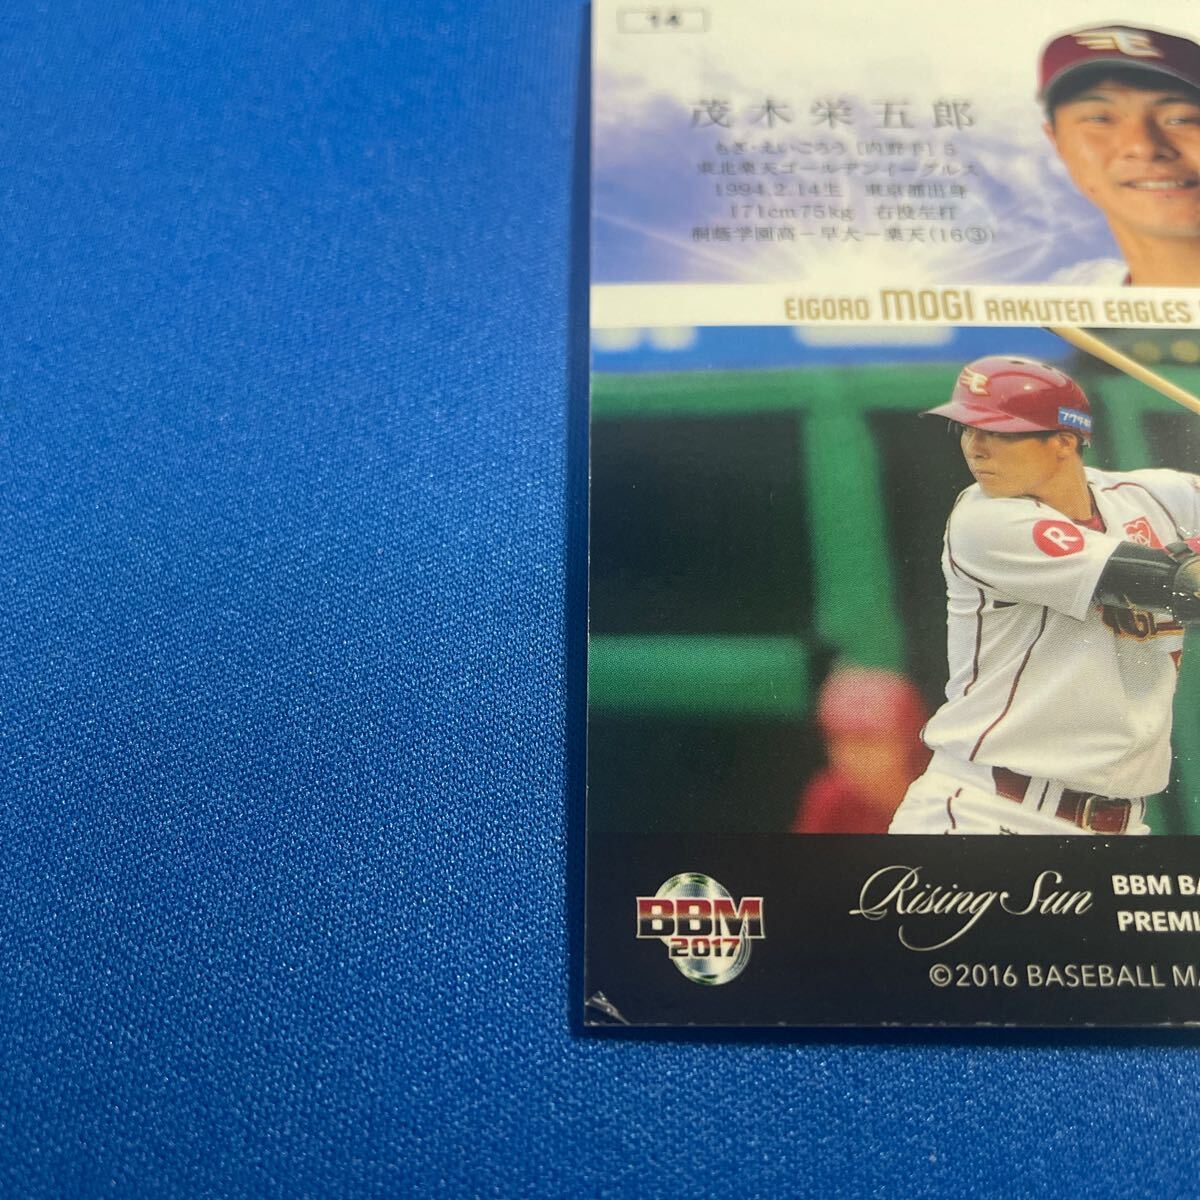 14
茂木栄五郎
もぎ・えいごろう〔内野手〕5
東北楽天ゴールデンイーグルス
1994.2.14生 東京都出身
171cm75kg 右投左打
桐蔭学園高－早大－楽天(16③)
EIGORO MOGI RAKUTEN EAGLES
R
BBM
2017
Rising Sun
BBM BA
PREMI
©2016 BASEBALL MA